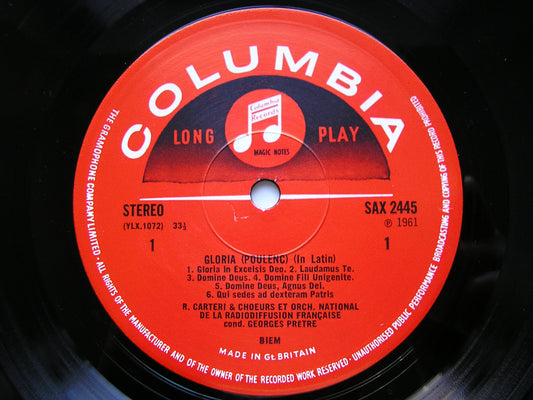 COLUMBIA
Columbia
Records
LONG PLAY
MAGIC NOTES
STEREO SAX 2445
(YLX.1072) 33⅓ Ⓟ 1961
1 1
GLORIA (POULENC) (In Latin)
1. Gloria in Excelsis Deo. 2. Laudamus Te.
3. Domine Deus. 4. Domine Fili Unigenite.
5. Domine Deus, Agnus Dei.
6. Qui sedes ad dexteram Patris
R. CARTERI & CHOEURS ET ORCH. NATIONAL
DE LA RADIODIFFUSION FRANÇAISE
cond. GEORGES PRETRE
BIEM
MADE IN Gt. BRITAIN
THE GRAMOPHONE COMPANY LIMITED · ALL RIGHTS OF THE MANUFACTURER AND OF THE OWNER OF THE RECORDED WORK RESERVED · UNAUTHORISED PUBLIC PERFORMANCE BROADCASTING AND COPYING OF THIS RECORD PROHIBITED